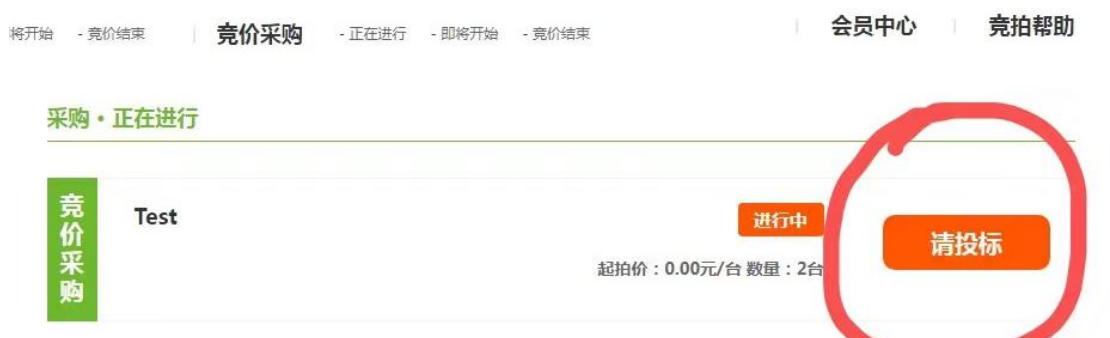 将开始 - 竞价结束 竞价采购 - 正在进行 - 即将开始 - 竞价结束 会员中心 竞拍帮助
采购・正在进行
竞价采购
Test
进行中
请投标
起拍价：0.00元/台 数量：2台